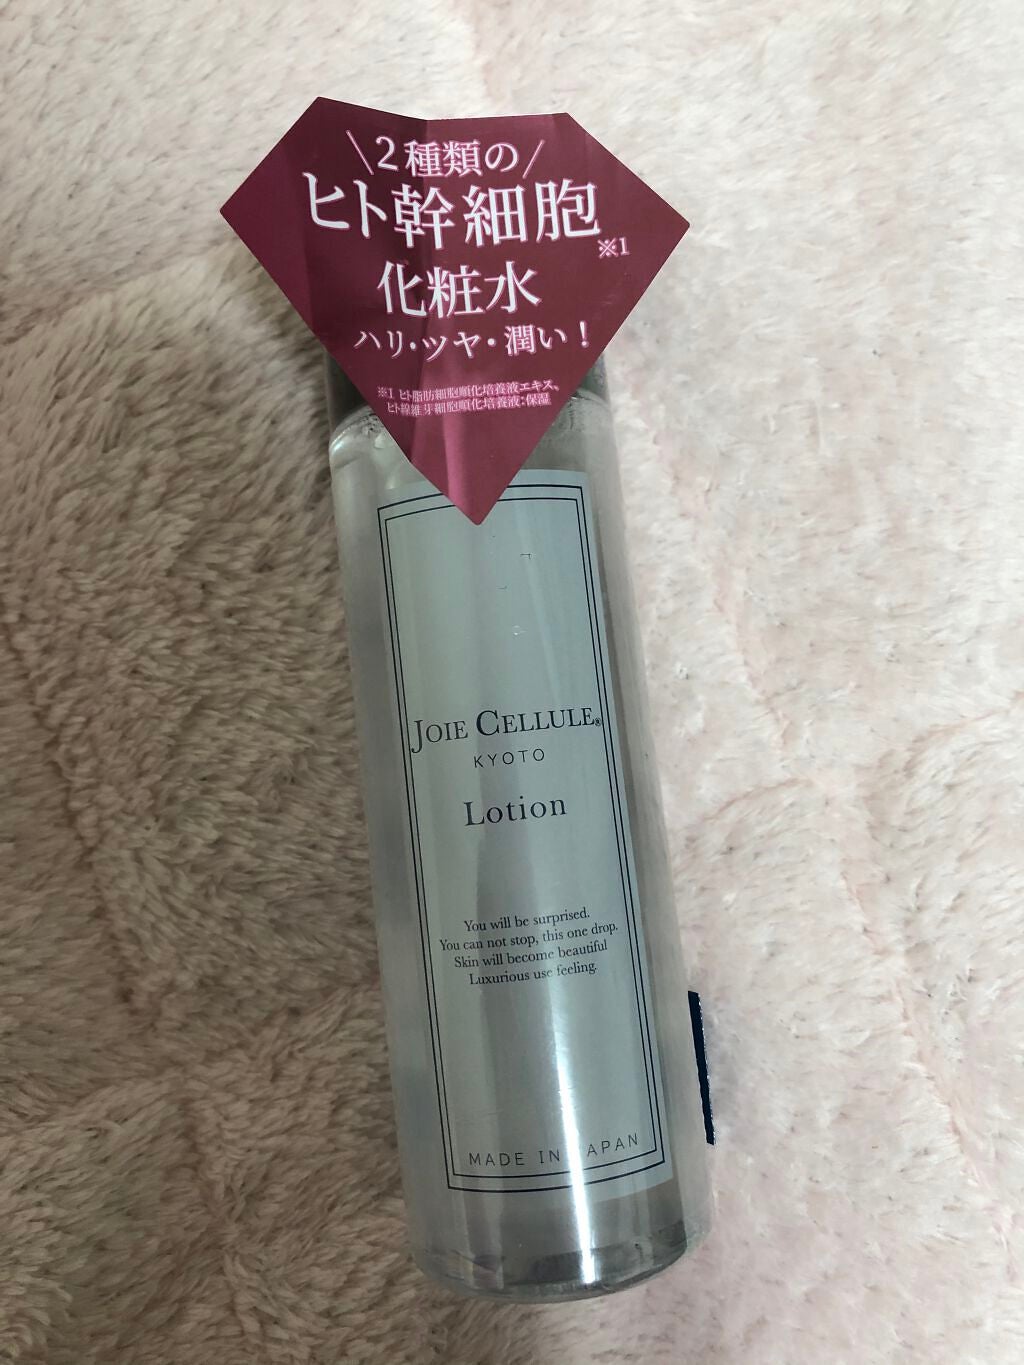 \2種類の/
ヒト幹細胞※1
化粧水
ハリ・ツヤ・潤い！
※1 ヒト脂肪細胞順化培養液エキス、
ヒト線維芽細胞順化培養液:保湿
JOIE CELLULE®
KYOTO
Lotion
You will be surprised.
You can not stop, this one drop.
Skin will become beautiful
Luxurious use feeling.
MADE IN JAPAN